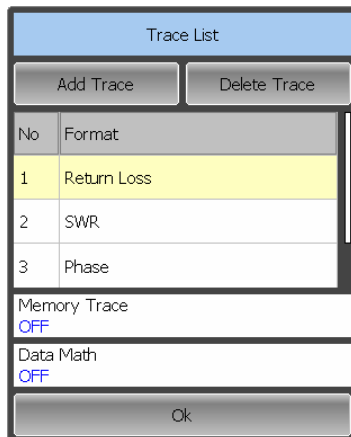 Trace List
Add Trace Delete Trace
No Format
1 Return Loss
2 SWR
3 Phase
Memory Trace
OFF
Data Math
OFF
Ok